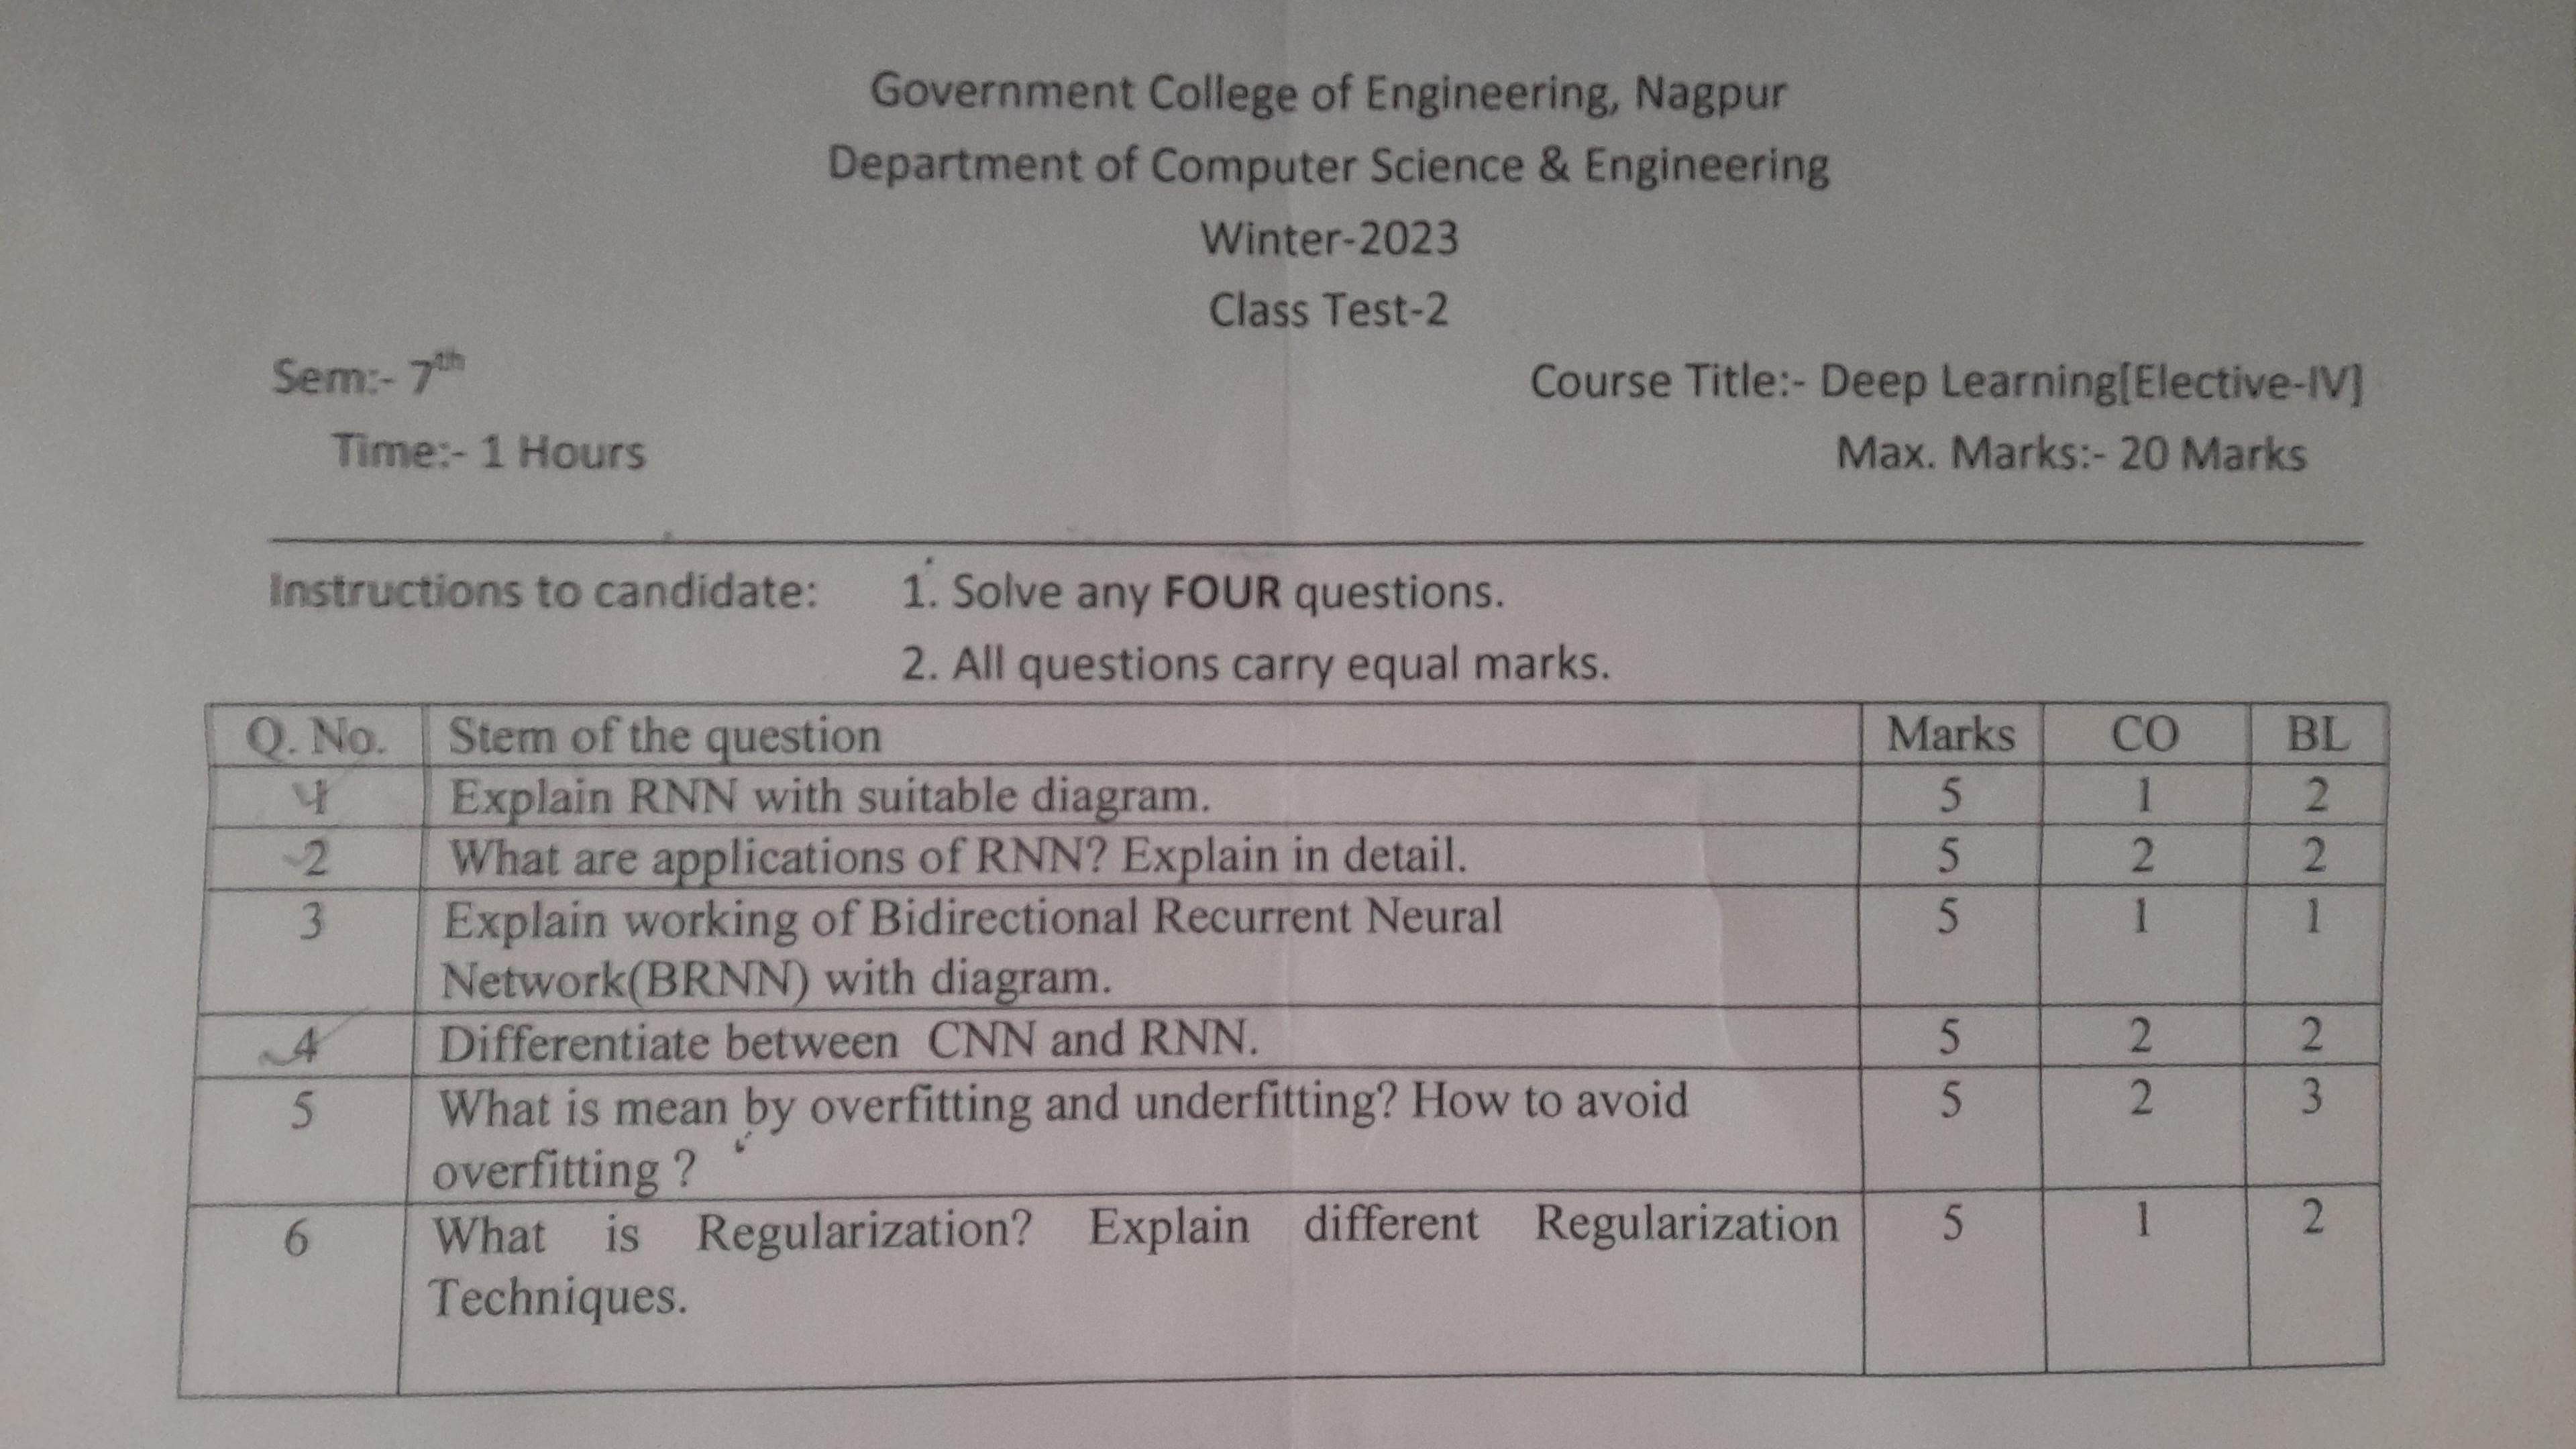 Government College of Engineering, Nagpur
Department of Computer Science & Engineering
Winter-2023
Class Test-2
Sem:- 7th
Course Title:- Deep Learning[Elective-IV]
Time:- 1 Hours
Max. Marks:- 20 Marks
Instructions to candidate: 1. Solve any FOUR questions.
2. All questions carry equal marks.
Q. No. Stem of the question Marks CO BL
1 Explain RNN with suitable diagram. 5 1 2
2 What are applications of RNN? Explain in detail. 5 2 2
3 Explain working of Bidirectional Recurrent Neural 5 1 1
Network(BRNN) with diagram.
4 Differentiate between CNN and RNN. 5 2 2
5 What is mean by overfitting and underfitting? How to avoid 5 2 3
overfitting ?
6 What is Regularization? Explain different Regularization 5 1 2
Techniques.